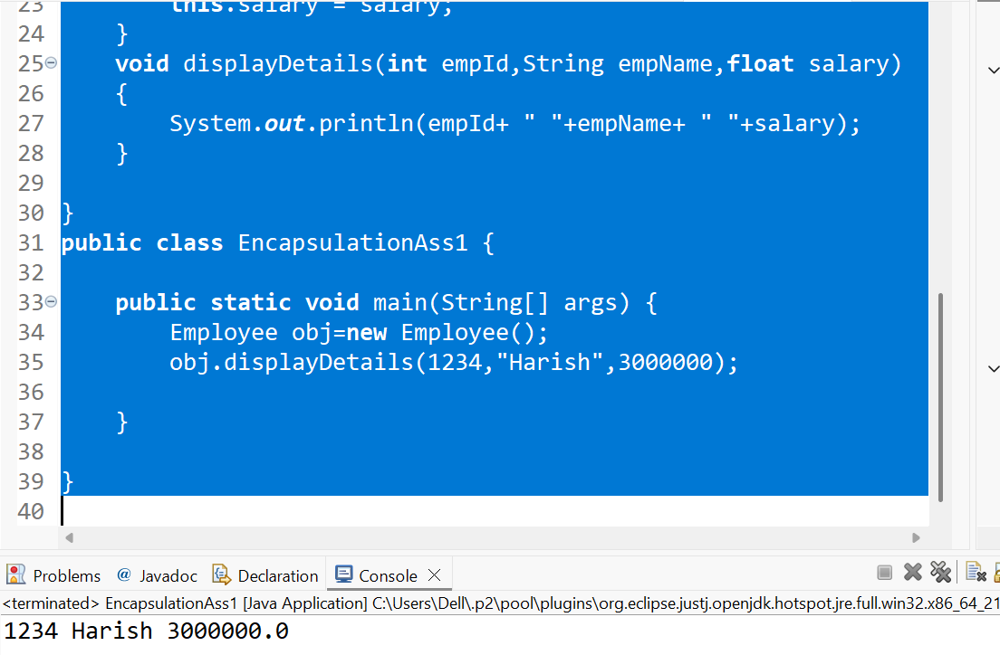 23 this.salary = salary;
24 }
25 void displayDetails(int empId,String empName,float salary)
26 {
27 System.out.println(empId+ " "+empName+ " "+salary);
28 }
29
30 }
31 public class EncapsulationAss1 {
32
33 public static void main(String[] args) {
34 Employee obj=new Employee();
35 obj.displayDetails(1234,"Harish",3000000);
36
37 }
38
39 }
40
Problems @ Javadoc Declaration Console
<terminated> EncapsulationAss1 [Java Application] C:\Users\Dell\.p2\pool\plugins\org.eclipse.justj.openjdk.hotspot.jre.full.win32.x86_64_21
1234 Harish 3000000.0